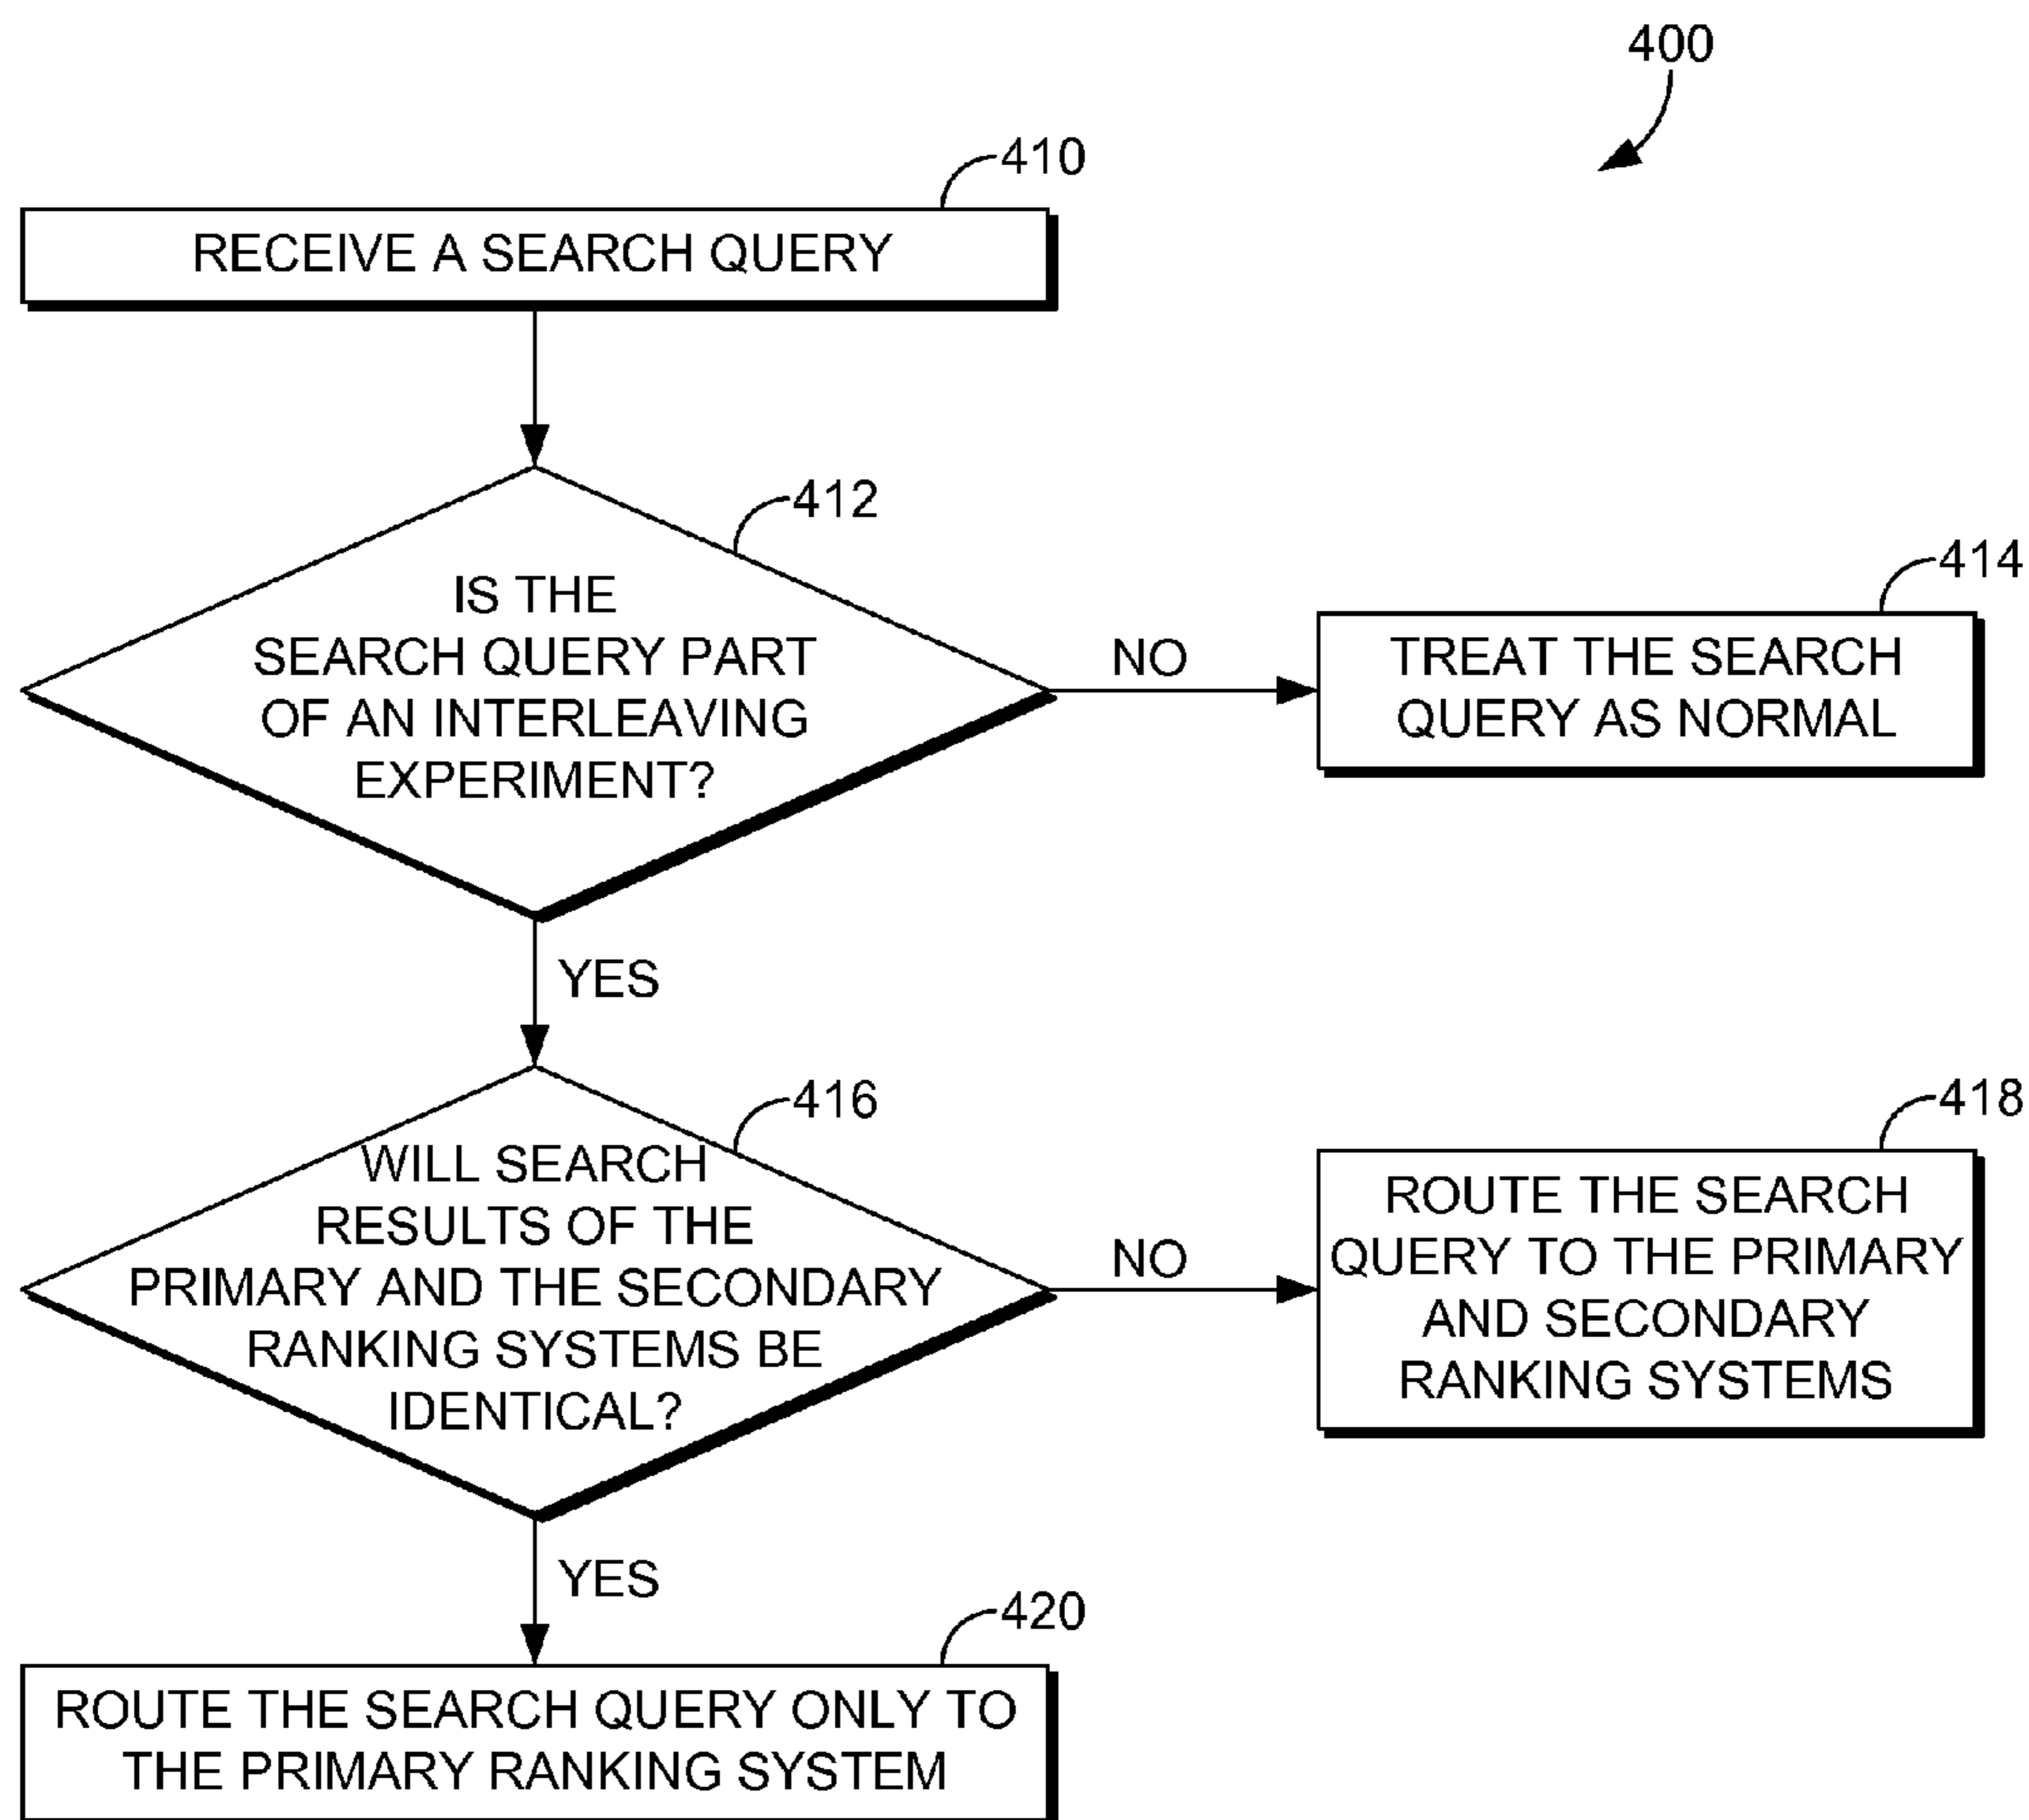 400
410
RECEIVE A SEARCH QUERY
412
IS THE
SEARCH QUERY PART
OF AN INTERLEAVING
EXPERIMENT?
NO
414
TREAT THE SEARCH
QUERY AS NORMAL
YES
416
WILL SEARCH
RESULTS OF THE
PRIMARY AND THE SECONDARY
RANKING SYSTEMS BE
IDENTICAL?
NO
418
ROUTE THE SEARCH
QUERY TO THE PRIMARY
AND SECONDARY
RANKING SYSTEMS
YES
420
ROUTE THE SEARCH QUERY ONLY TO
THE PRIMARY RANKING SYSTEM